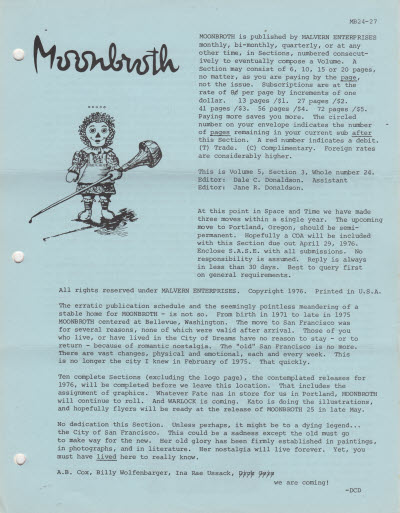 MB24-27
Moonbroth
MOONBROTH is published by MALVERN ENTERPRISES
monthly, bi-monthly, quarterly, or at any
other time, in Sections, numbered consecut-
ively to eventually compose a Volume. A
Section may consist of 6, 10, 15 or 20 pages,
no matter, as you are paying by the page,
not the issue. Subscriptions are at the
rate of 8¢ per page by increments of one
dollar. 13 pages /$1. 27 pages /$2.
41 pages /$3. 56 pages /$4. 72 pages /$5.
Paying more saves you more. The circled
number on your envelope indicates the number
of pages remaining in your current sub after
this Section. A red number indicates a debit.
(T) Trade. (C) Complimentary. Foreign rates
are considerably higher.
This is Volume 5, Section 3, Whole number 24.
Editor: Dale C. Donaldson. Assistant
Editor: Jane R. Donaldson.
At this point in Space and Time we have made
three moves within a single year. The upcoming
move to Portland, Oregon, should be semi-
permanent. Hopefully a COA will be included
with this Section due out April 29, 1976.
Enclose S.A.S.E. with all submissions. No
responsibility is assumed. Reply is always
in less than 30 days. Best to query first
on general requirements.
All rights reserved under MALVERN ENTERPRISES. Copyright 1976. Printed in U.S.A.
The erratic publication schedule and the seemingly pointless meandering of a
stable home for MOONBROTH - is not so. From birth in 1971 to late in 1975
MOONBROTH centered at Bellevue, Washington. The move to San Francisco was
for several reasons, none of which were valid after arrival. Those of you
who live, or have lived in the City of Dreams have no reason to stay - or to
return - because of romantic nostalgia. The "old" San Francisco is no more.
There are vast changes, physical and emotional, each and every week. This
is no longer the city I knew in February of 1975. That quickly.
Ten complete Sections (excluding the logo page), the contemplated releases for
1976, will be completed before we leave this location. That includes the
assignment of graphics. Whatever Fate has in store for us in Portland, MOONBROTH
will continue to roll. And WARLOCK is coming. Kato is doing the illustrations,
and hopefully flyers will be ready at the release of MOONBROTH 25 in late May.
No dedication this Section. Unless perhaps, it might be to a dying legend...
the City of San Francisco. This could be a sadness except the old must go
to make way for the new. Her old glory has been firmly established in paintings,
in photographs, and in literature. Her nostalgia will live forever. Yet, you
must have lived here to really know.
A.B. Cox, Billy Wolfenbarger, Ina Rae Ussack,
we are coming!
-DCD